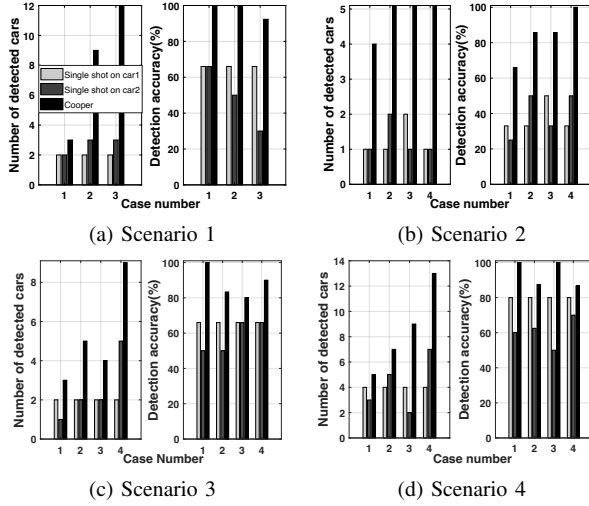 Number of detected cars
12
10
8
6
4
2
0
Single shot on car1
Single shot on car2
Cooper
1 2 3
Detection accuracy(%)
100
80
60
40
20
0
1 2 3
Case number
(a) Scenario 1
Number of detected cars
5
4
3
2
1
1 2 3 4
Detection accuracy(%)
100
80
60
40
20
0
1 2 3 4
Case number
(b) Scenario 2
Number of detected cars
8
6
4
2
0
1 2 3 4
Detection accuracy(%)
100
80
60
40
20
0
1 2 3 4
Case Number
(c) Scenario 3
Number of detected cars
14
12
10
8
6
4
2
0
1 2 3 4
Detection accuracy(%)
100
80
60
40
20
0
1 2 3 4
Case Number
(d) Scenario 4